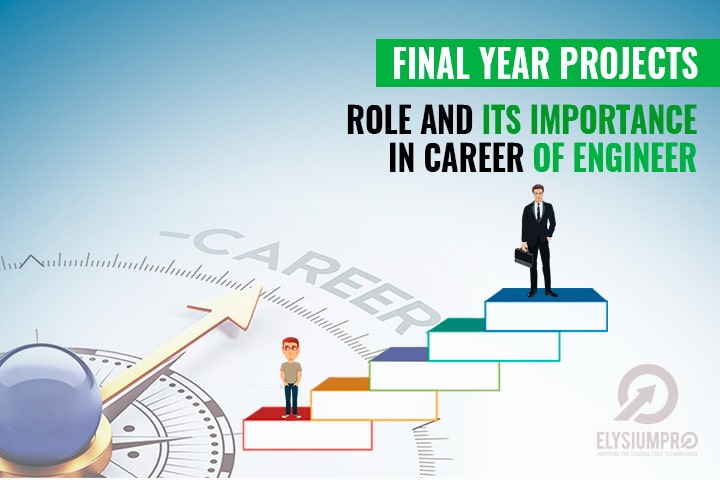 FINAL YEAR PROJECTS
ROLE AND ITS IMPORTANCE
IN CAREER OF ENGINEER
CAREER
ELYSIUMPRO
INSPIRING THE LEADING EDGE TECHNOLOGIES